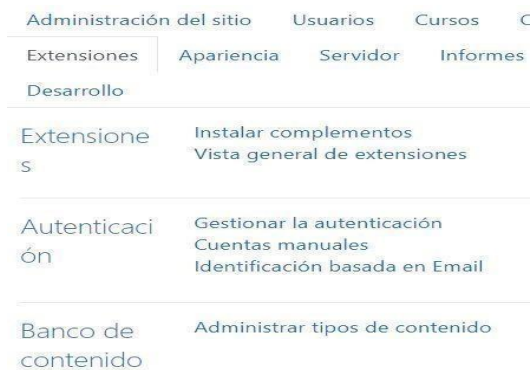 Administración del sitio Usuarios Cursos
Extensiones Apariencia Servidor Informes
Desarrollo
Extensione
s
Instalar complementos
Vista general de extensiones
Autenticaci
ón
Gestionar la autenticación
Cuentas manuales
Identificación basada en Email
Banco de
contenido
Administrar tipos de contenido